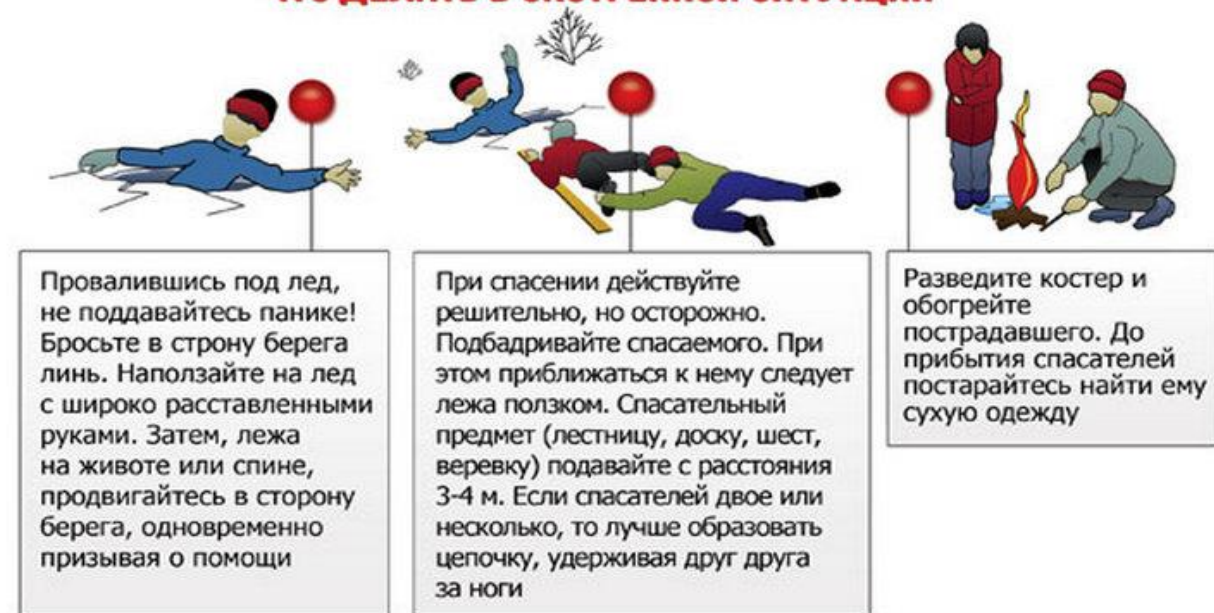 Провалившись под лед,
не поддавайтесь панике!
Бросьте в строну берега
линь. Наползайте на лед
с широко расставленными
руками. Затем, лежа
на животе или спине,
продвигайтесь в сторону
берега, одновременно
призывая о помощи
При спасении действуйте
решительно, но осторожно.
Подбадривайте спасаемого. При
этом приближаться к нему следует
лежа ползком. Спасательный
предмет (лестницу, доску, шест,
веревку) подавайте с расстояния
3-4 м. Если спасателей двое или
несколько, то лучше образовать
цепочку, удерживая друг друга
за ноги
Разведите костер и
обогрейте
пострадавшего. До
прибытия спасателей
постарайтесь найти ему
сухую одежду